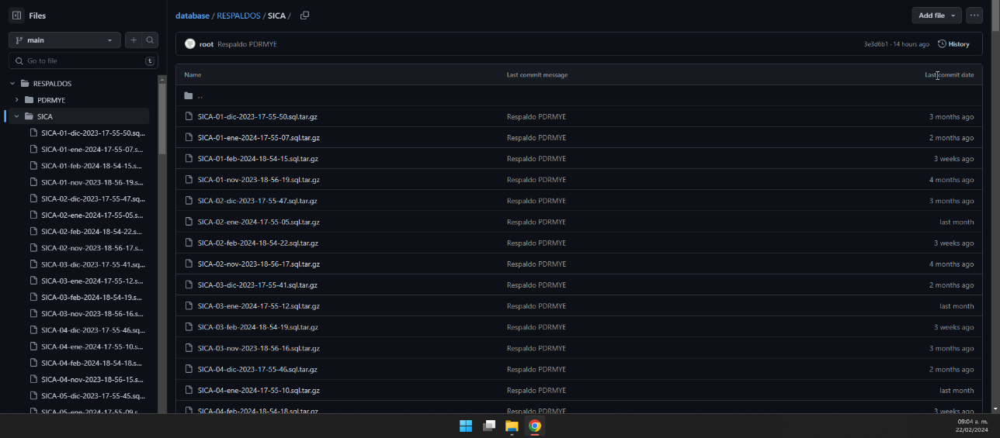 Files
main
Go to file
t
RESPALDOS
PDRMYE
SICA
SICA-01-dic-2023-17-55-50.sq...
SICA-01-ene-2024-17-55-07.s...
SICA-01-feb-2024-18-54-15.s...
SICA-01-nov-2023-18-56-19.s...
SICA-02-dic-2023-17-55-47.sq...
SICA-02-ene-2024-17-55-05.s...
SICA-02-feb-2024-18-54-22.s...
SICA-02-nov-2023-18-56-17.s...
SICA-03-dic-2023-17-55-41.sq...
SICA-03-ene-2024-17-55-12.s...
SICA-03-feb-2024-18-54-19.s...
SICA-03-nov-2023-18-56-16.s...
SICA-04-dic-2023-17-55-46.sq...
SICA-04-ene-2024-17-55-10.s...
SICA-04-feb-2024-18-54-18.s...
SICA-04-nov-2023-18-56-15.s...
SICA-05-dic-2023-17-55-45.sq...
SICA-05-ene-2024-17-55-09.s...
database / RESPALDOS / SICA /
Add file
root Respaldo PDRMYE 3e3d6b1 · 14 hours ago History
Name Last commit message Last commit date
..
SICA-01-dic-2023-17-55-50.sql.tar.gz Respaldo PDRMYE 3 months ago
SICA-01-ene-2024-17-55-07.sql.tar.gz Respaldo PDRMYE 2 months ago
SICA-01-feb-2024-18-54-15.sql.tar.gz Respaldo PDRMYE 3 weeks ago
SICA-01-nov-2023-18-56-19.sql.tar.gz Respaldo PDRMYE 4 months ago
SICA-02-dic-2023-17-55-47.sql.tar.gz Respaldo PDRMYE 3 months ago
SICA-02-ene-2024-17-55-05.sql.tar.gz Respaldo PDRMYE last month
SICA-02-feb-2024-18-54-22.sql.tar.gz Respaldo PDRMYE 3 weeks ago
SICA-02-nov-2023-18-56-17.sql.tar.gz Respaldo PDRMYE 4 months ago
SICA-03-dic-2023-17-55-41.sql.tar.gz Respaldo PDRMYE 2 months ago
SICA-03-ene-2024-17-55-12.sql.tar.gz Respaldo PDRMYE last month
SICA-03-feb-2024-18-54-19.sql.tar.gz Respaldo PDRMYE 3 weeks ago
SICA-03-nov-2023-18-56-16.sql.tar.gz Respaldo PDRMYE 3 months ago
SICA-04-dic-2023-17-55-46.sql.tar.gz Respaldo PDRMYE 2 months ago
SICA-04-ene-2024-17-55-10.sql.tar.gz Respaldo PDRMYE last month
SICA-04-feb-2024-18-54-18.sql.tar.gz Respaldo PDRMYE 3 weeks ago
09:04 a. m.
22/02/2024